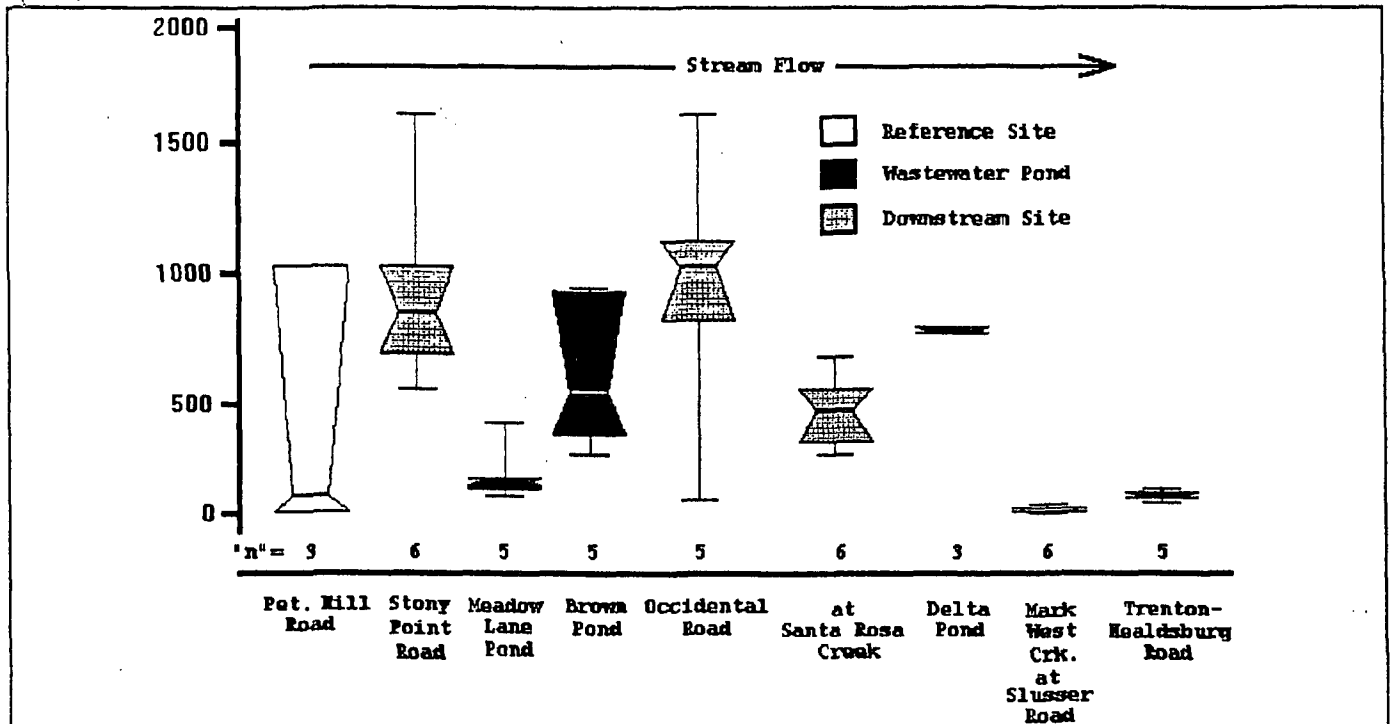 2000
Stream Flow
1500
Reference Site
Wastewater Pond
Downstream Site
1000
500
0
"n"= 3 6 5 5 5 6 3 6 5
Pet. Hill Road
Stony Point Road
Meadow Lane Pond
Brown Pond
Occidental Road
at Santa Rosa Creek
Delta Pond
Mark West Crk. at Slusser Road
Trenton-Healdsburg Road